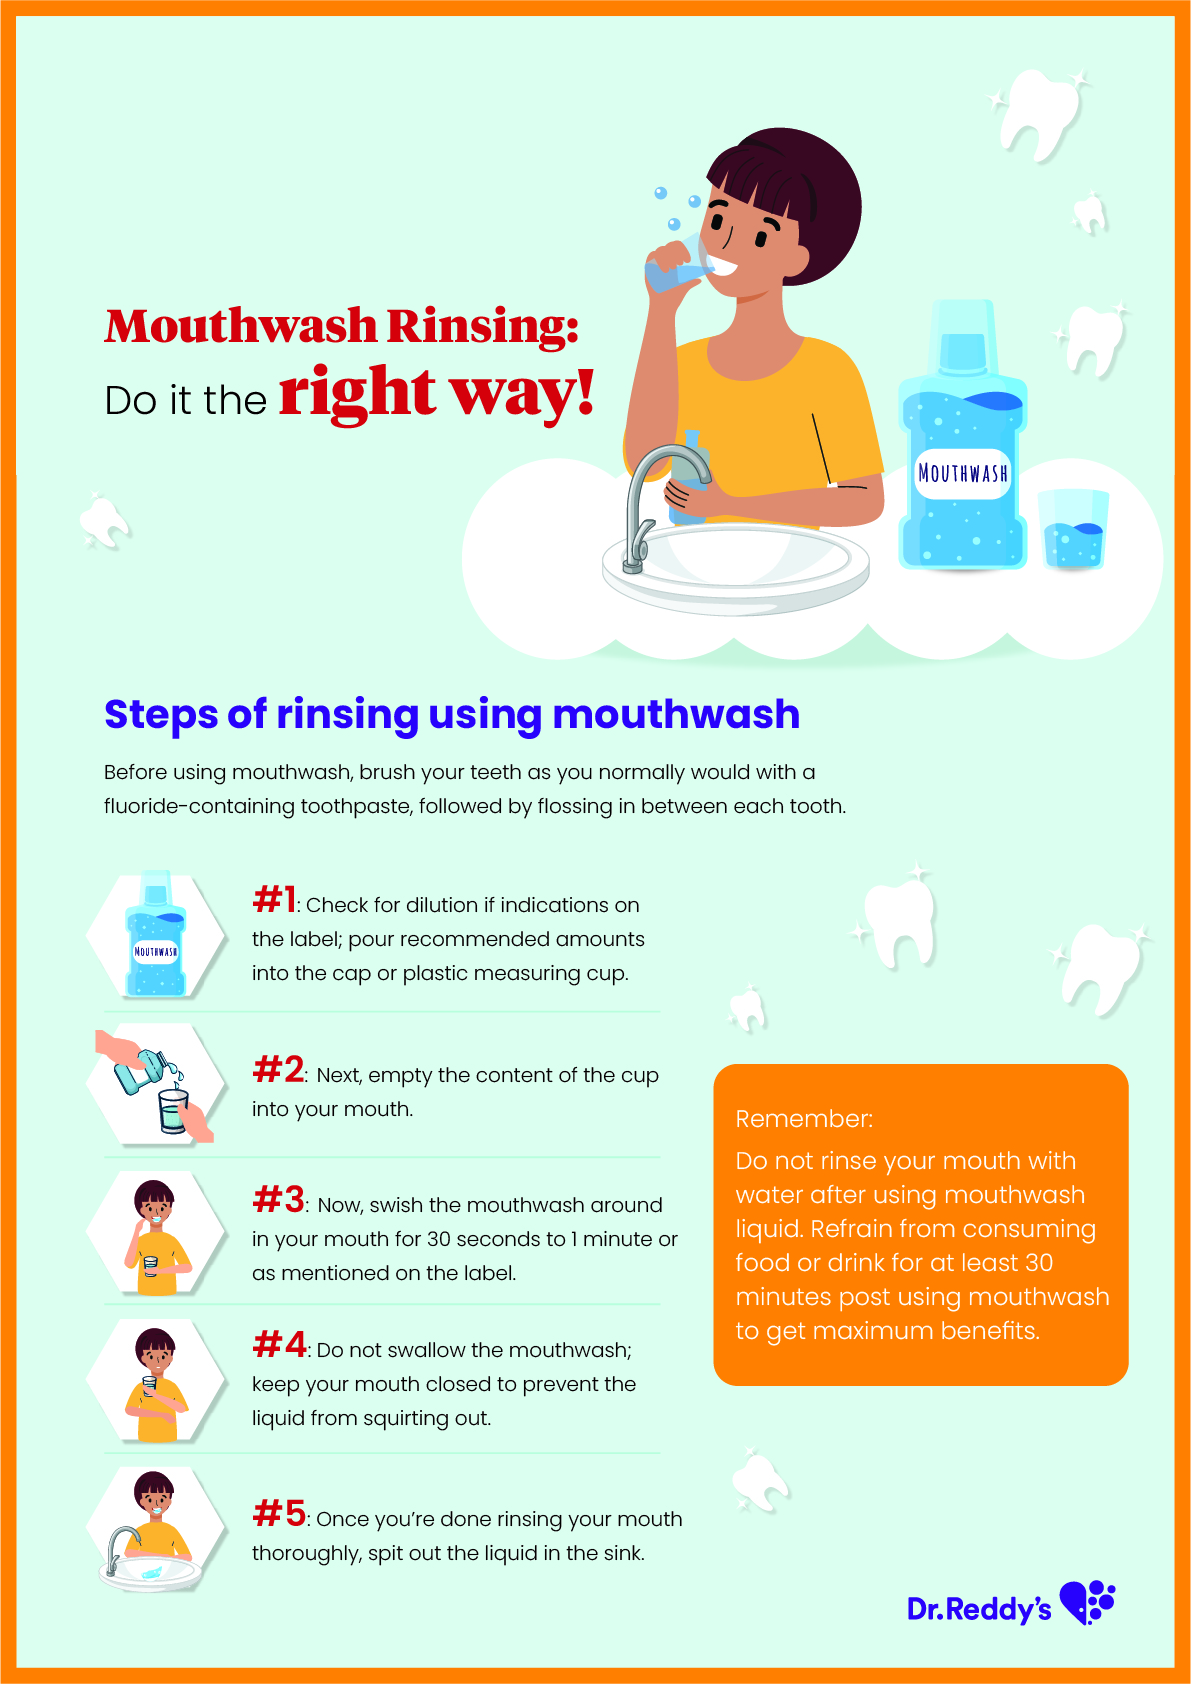 Mouthwash Rinsing:
Do it the right way!
MOUTHWASH
Steps of rinsing using mouthwash
Before using mouthwash, brush your teeth as you normally would with a
fluoride-containing toothpaste, followed by flossing in between each tooth.
MOUTHWASH
#1: Check for dilution if indications on
the label; pour recommended amounts
into the cap or plastic measuring cup.
#2: Next, empty the content of the cup
into your mouth.
#3: Now, swish the mouthwash around
in your mouth for 30 seconds to 1 minute or
as mentioned on the label.
#4: Do not swallow the mouthwash;
keep your mouth closed to prevent the
liquid from squirting out.
#5: Once you're done rinsing your mouth
thoroughly, spit out the liquid in the sink.
Remember:
Do not rinse your mouth with
water after using mouthwash
liquid. Refrain from consuming
food or drink for at least 30
minutes post using mouthwash
to get maximum benefits.
Dr.Reddy's